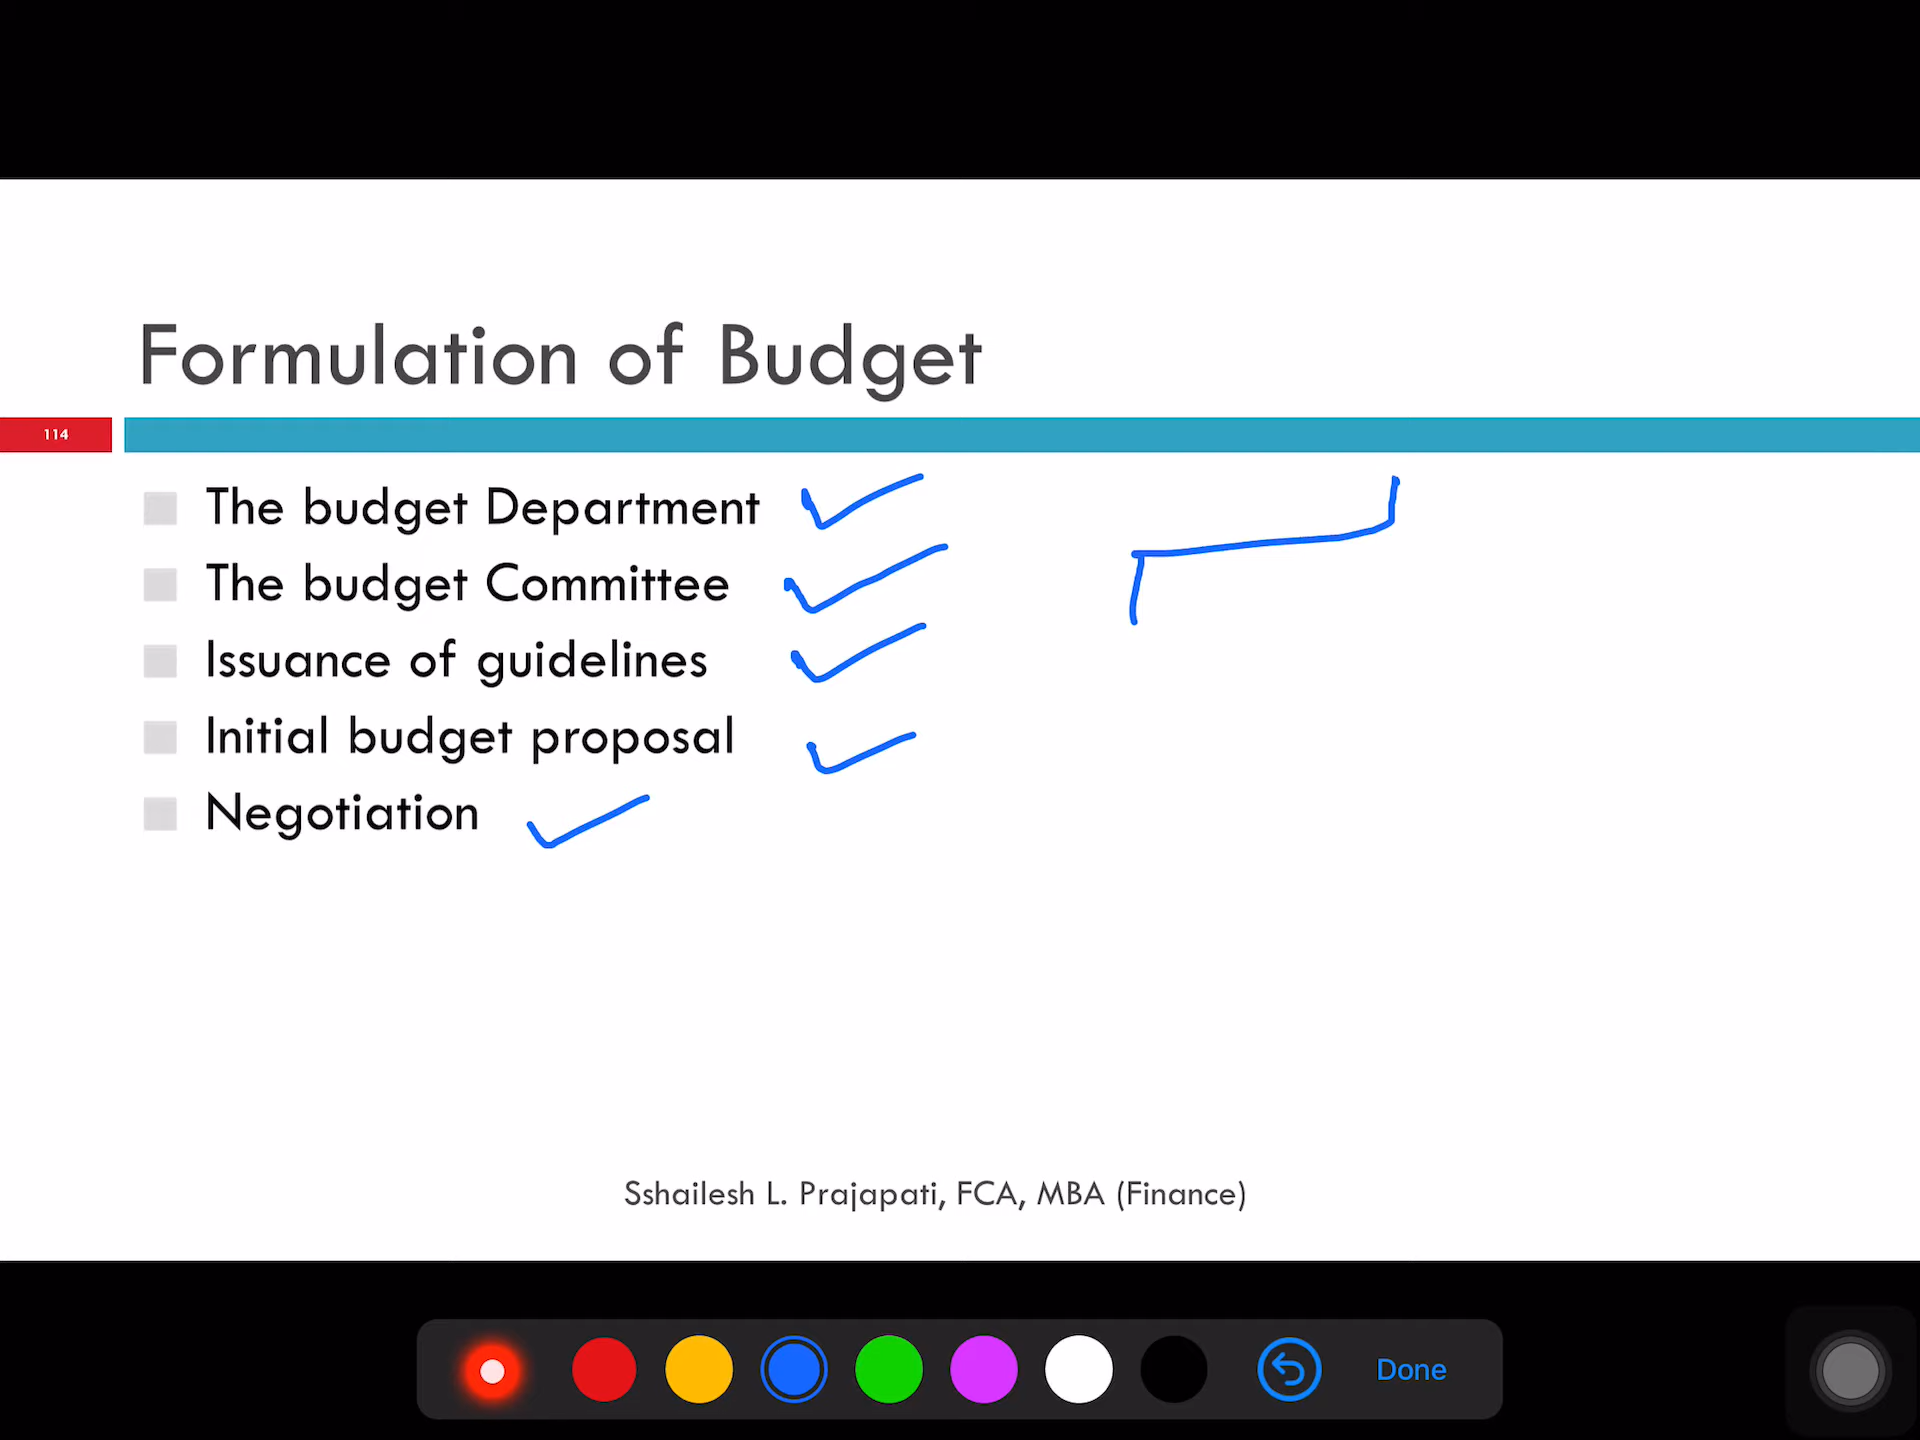 Formulation of Budget
114
The budget Department
The budget Committee
Issuance of guidelines
Initial budget proposal
Negotiation
Sshailesh L. Prajapati, FCA, MBA (Finance)
Done